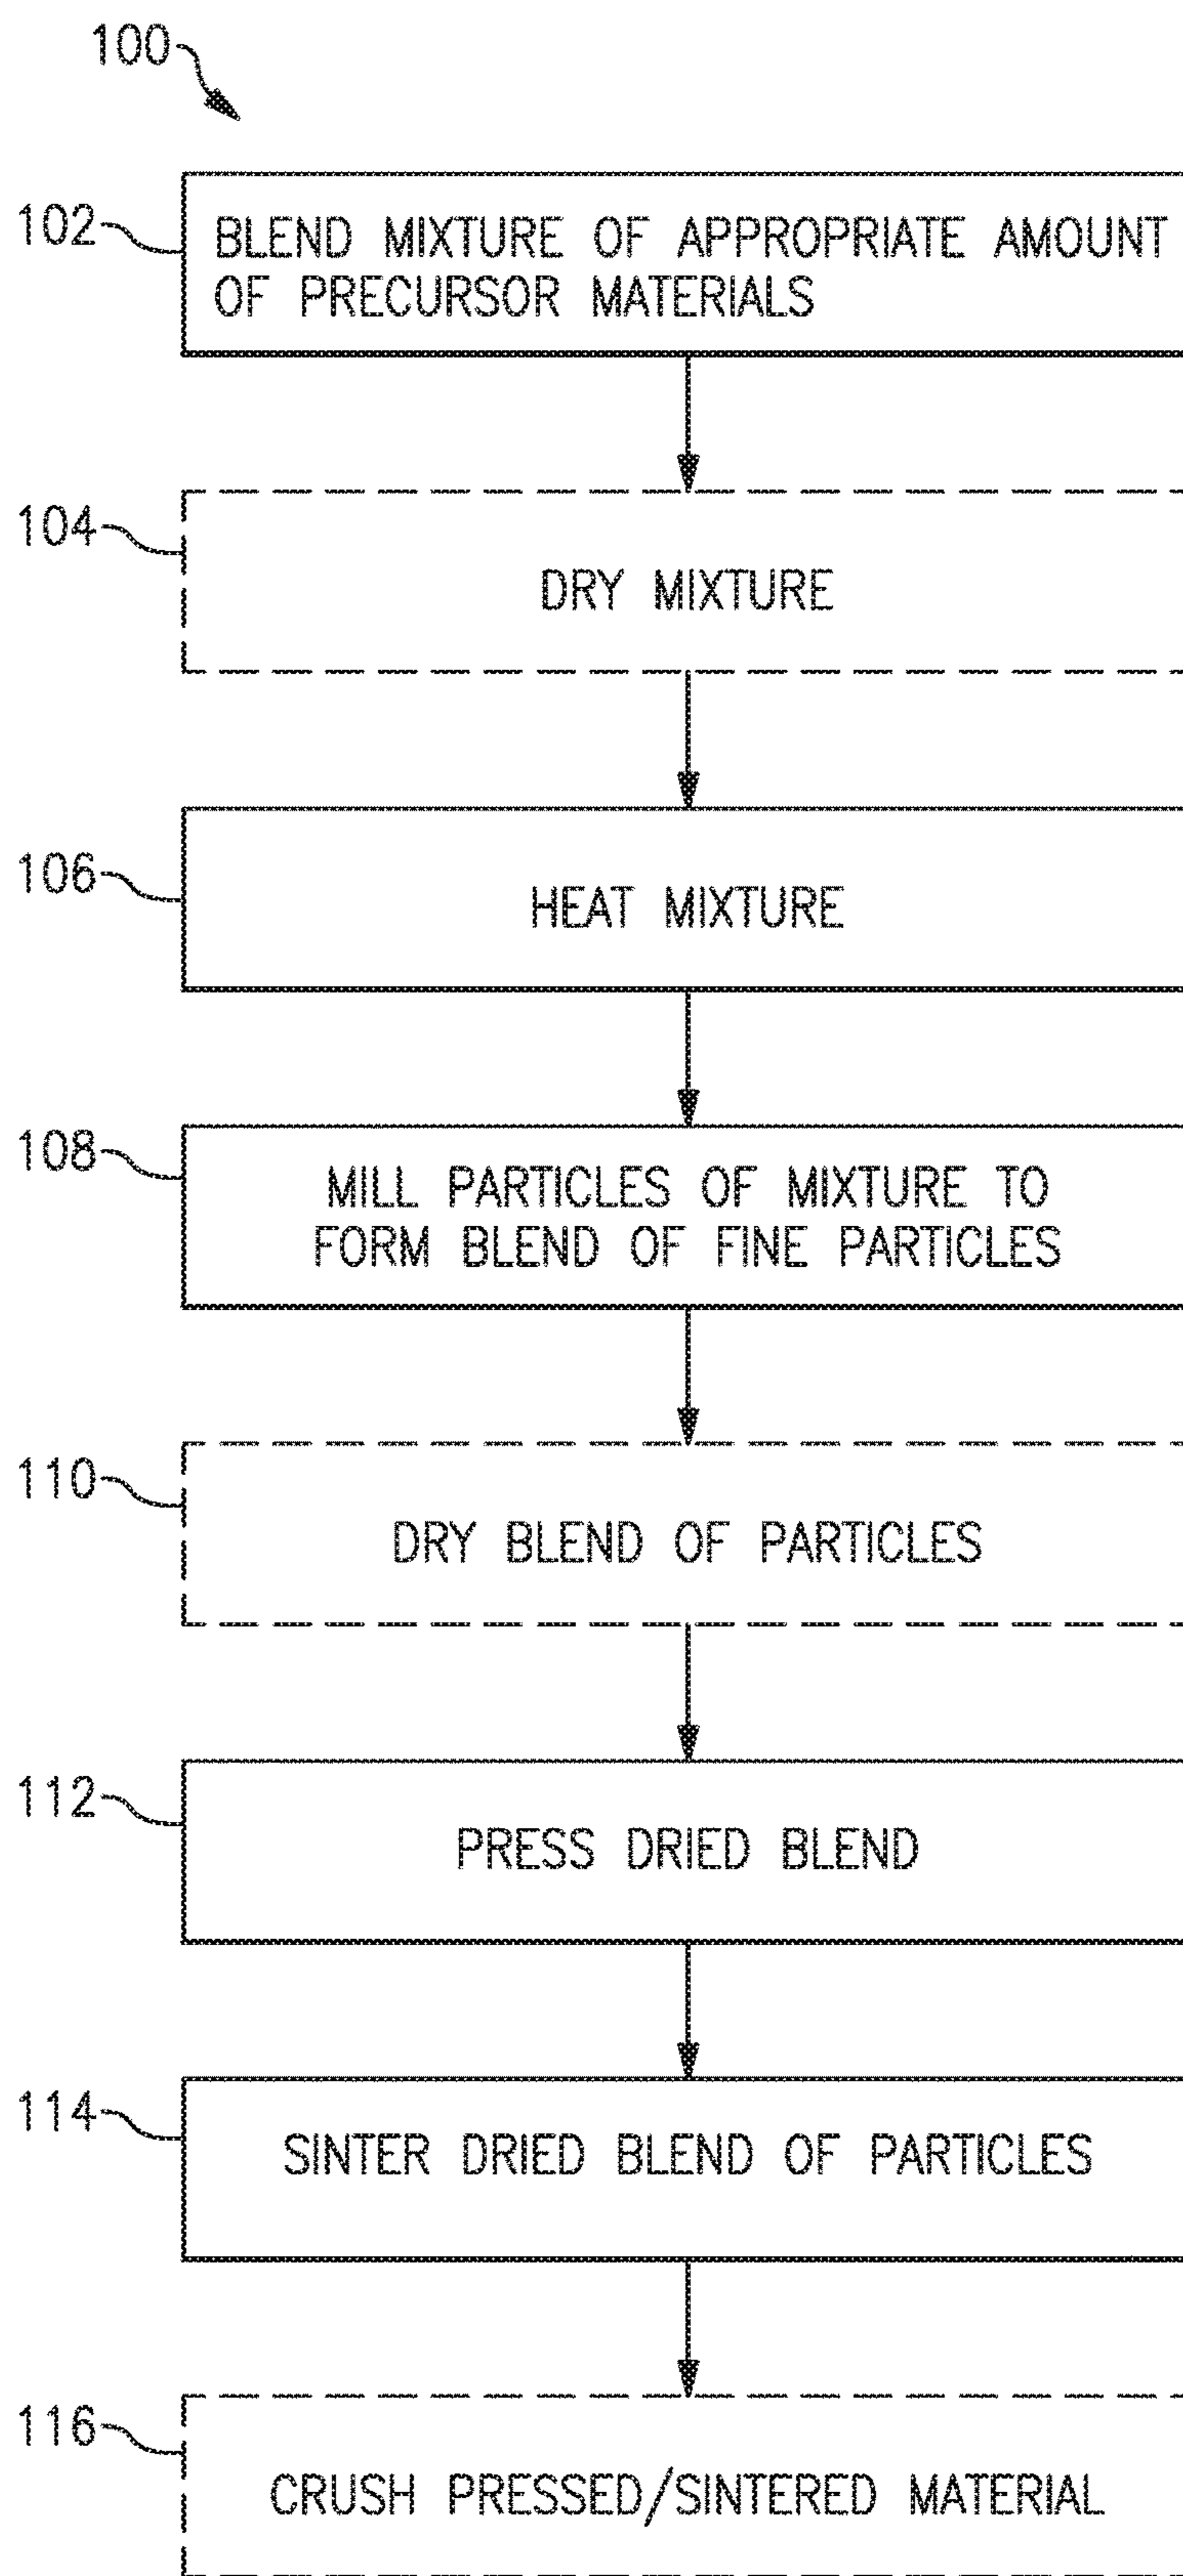 100
102
BLEND MIXTURE OF APPROPRIATE AMOUNT
OF PRECURSOR MATERIALS
104
DRY MIXTURE
106
HEAT MIXTURE
108
MILL PARTICLES OF MIXTURE TO
FORM BLEND OF FINE PARTICLES
110
DRY BLEND OF PARTICLES
112
PRESS DRIED BLEND
114
SINTER DRIED BLEND OF PARTICLES
116
CRUSH PRESSED/SINTERED MATERIAL